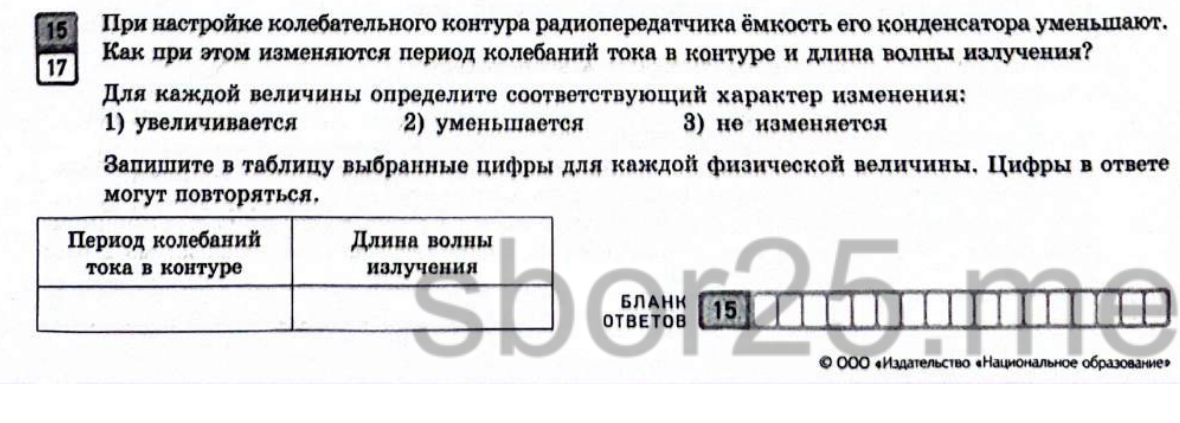 15
17
При настройке колебательного контура радиопередатчика ёмкость его конденсатора уменьшают.
Как при этом изменяются период колебаний тока в контуре и длина волны излучения?
Для каждой величины определите соответствующий характер изменения:
1) увеличивается 2) уменьшается 3) не изменяется
Запишите в таблицу выбранные цифры для каждой физической величины. Цифры в ответе
могут повторяться.
Период колебаний
тока в контуре
Длина волны
излучения
sbor25.me
БЛАНК
ОТВЕТОВ
15
© ООО «Издательство «Национальное образование»